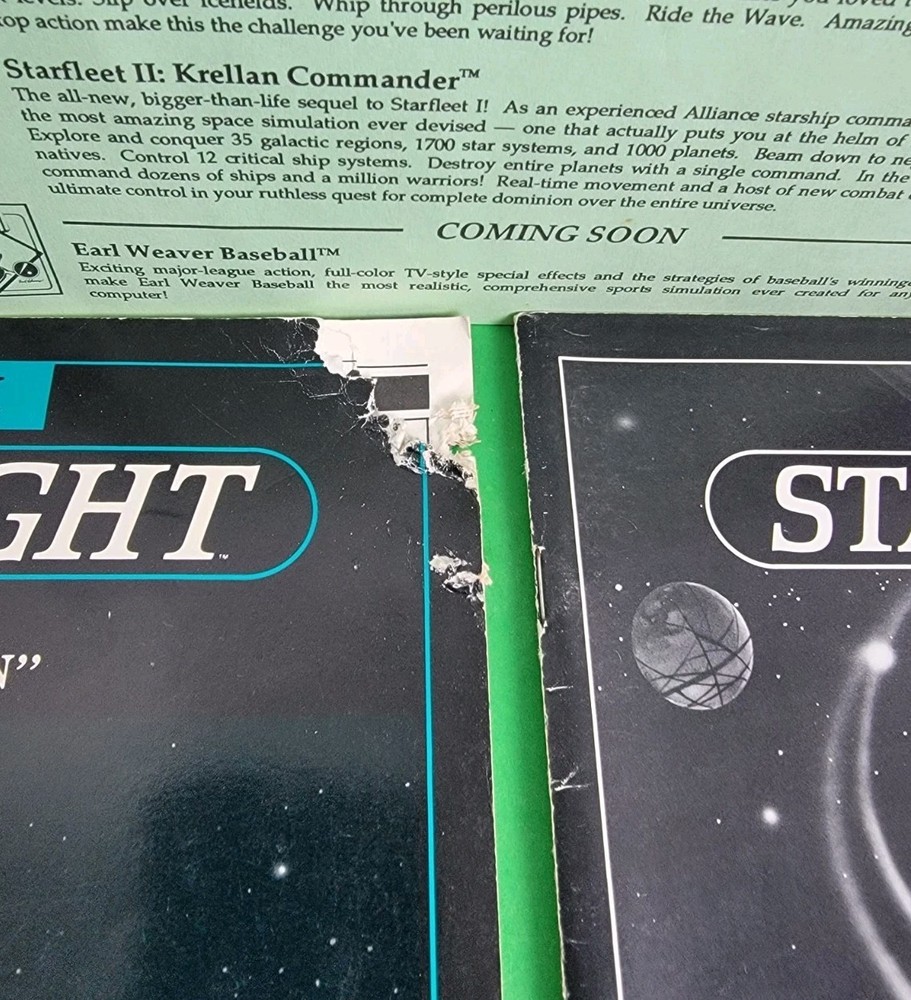 Slip over icefields. Whip through perilous pipes. Ride the Wave. Amazing
action make this the challenge you've been waiting for!
Starfleet II: Krellan Commander™
The all-new, bigger-than-life sequel to Starfleet I! As an experienced Alliance starship comma
the most amazing space simulation ever devised — one that actually puts you at the helm of
Explore and conquer 35 galactic regions, 1700 star systems, and 1000 planets. Beam down to ne
natives. Control 12 critical ship systems. Destroy entire planets with a single command. In the
command dozens of ships and a million warriors! Real-time movement and a host of new combat
ultimate control in your ruthless quest for complete dominion over the entire universe.
COMING SOON
Earl Weaver Baseball™
Exciting major-league action, full-color TV-style special effects and the strategies of baseball's winninge
make Earl Weaver Baseball the most realistic, comprehensive sports simulation ever created for any
computer!
GHT™
STA